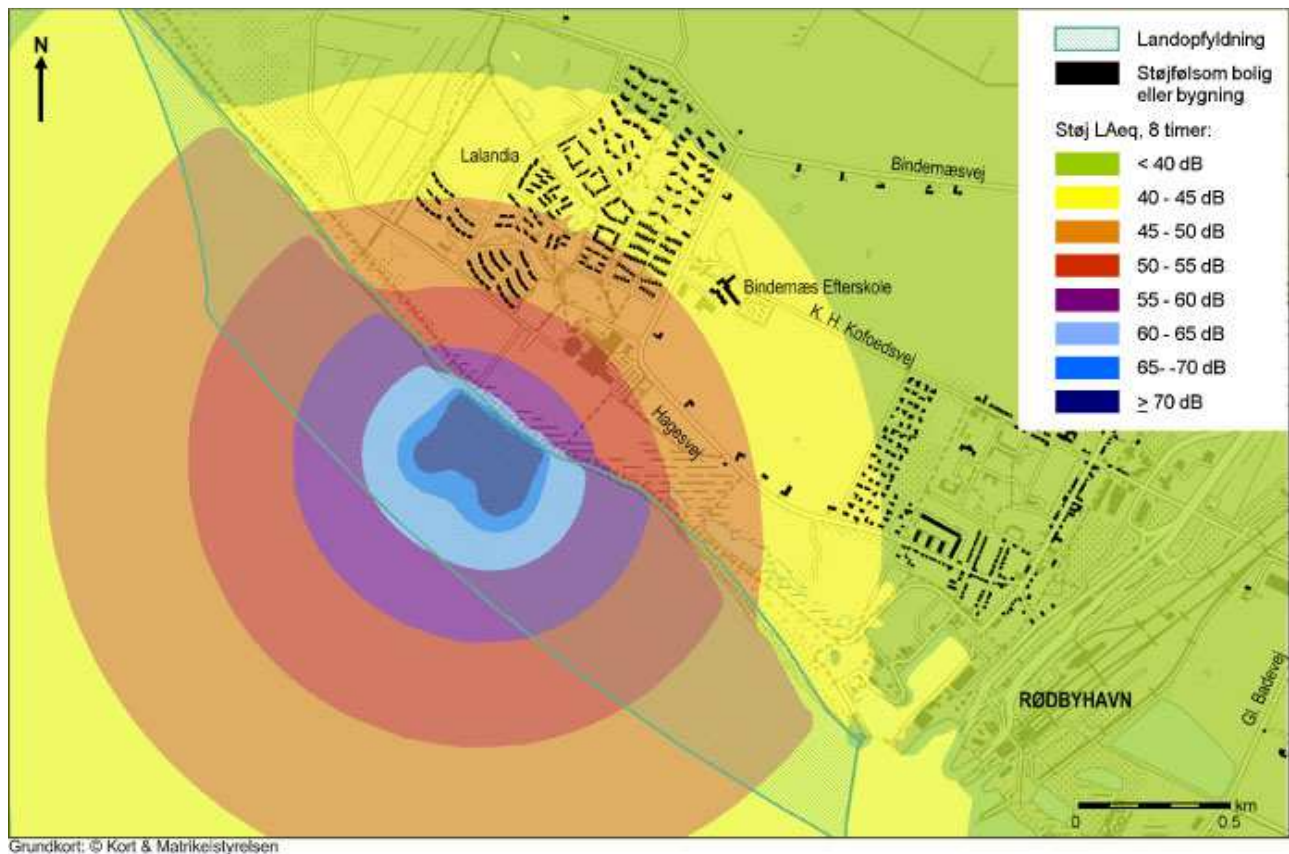 N
Lalandia
Bindernæsvej
Bindernæs Efterskole
K. H. Kofoedsvej
Hagesvej
RØDBYHAVN
Gl. Badevej
Landopfyldning
Støjfølsom bolig
eller bygning
Støj LAeq, 8 timer:
< 40 dB
40 - 45 dB
45 - 50 dB
50 - 55 dB
55 - 60 dB
60 - 65 dB
65- -70 dB
≥ 70 dB
km
0 0.5
Grundkort: © Kort & Matrikelstyrelsen